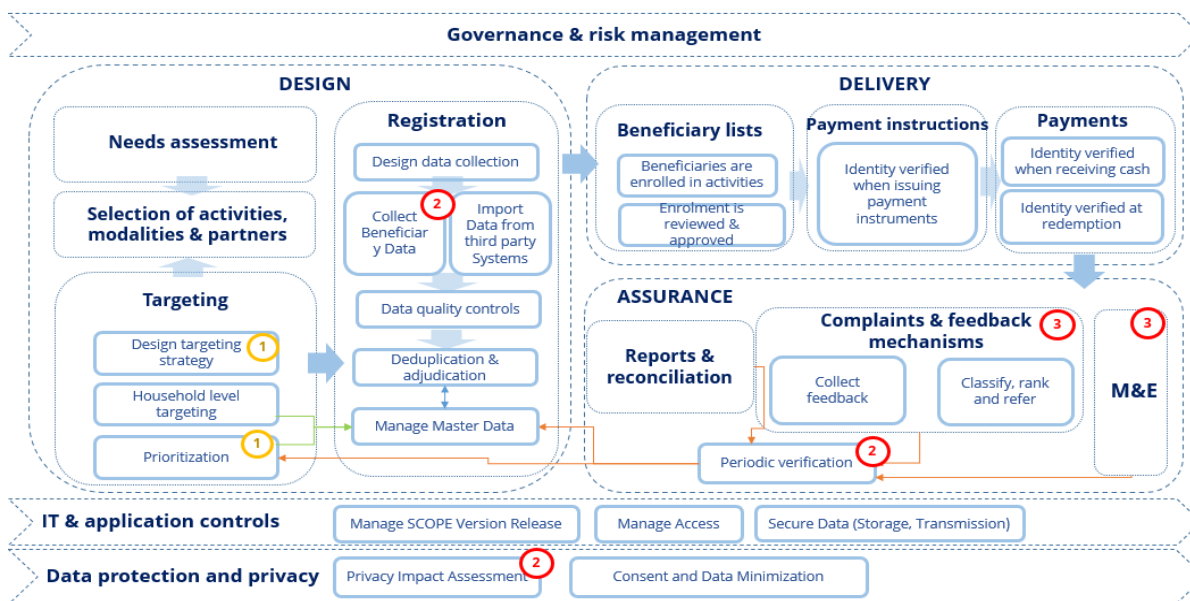 Governance & risk management
DESIGN
Needs assessment
Selection of activities,
modalities & partners
Targeting
Design targeting
strategy
1
Household level
targeting
Prioritization
1
Registration
Design data collection
Collect
Beneficiar
y Data
2
Import
Data from
third party
Systems
Data quality controls
Deduplication &
adjudication
Manage Master Data
DELIVERY
Beneficiary lists
Beneficiaries are
enrolled in activities
Enrolment is
reviewed &
approved
Payment instructions
Identity verified
when issuing
payment
instruments
Payments
Identity verified
when receiving cash
Identity verified at
redemption
ASSURANCE
Reports &
reconciliation
Complaints & feedback
mechanisms
3
Collect
feedback
Classify, rank
and refer
3
M&E
Periodic verification
2
IT & application controls
Manage SCOPE Version Release
Manage Access
Secure Data (Storage, Transmission)
Data protection and privacy
Privacy Impact Assessment
2
Consent and Data Minimization